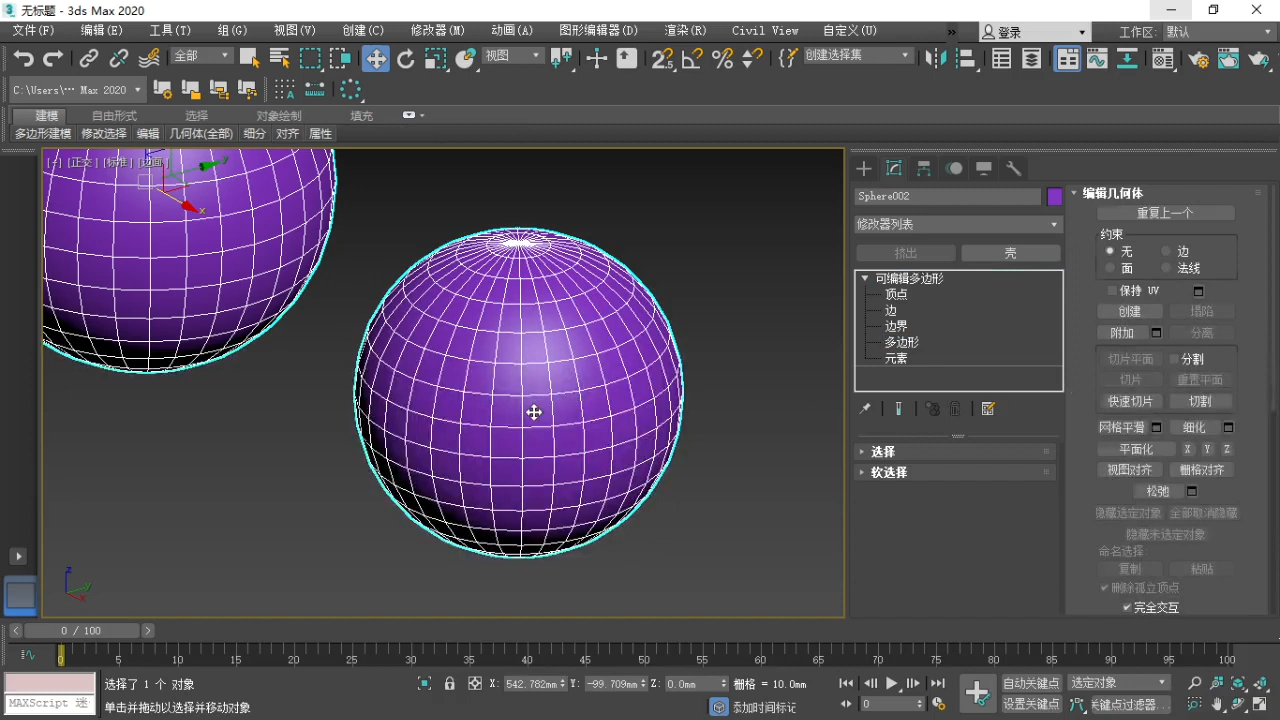 无标题 - 3ds Max 2020
文件(F) 编辑(E) 工具(T) 组(G) 视图(V) 创建(C) 修改器(M) 动画(A) 图形编辑器(D) 渲染(R) Civil View 自定义(U) » 登录 工作区: 默认
全部 视图 创建选择集
C:\Users\··· Max 2020
建模 自由形式 选择 对象绘制 填充
多边形建模 修改选择 编辑 几何体(全部) 细分 对齐 属性
[+] [正交] [标准] [边面]
y
x
Sphere002
修改器列表
挤出 壳
可编辑多边形
顶点
边
边界
多边形
元素
选择
软选择
编辑几何体
重复上一个
约束
无 边
面 法线
保持 UV
创建 塌陷
附加 分离
切片平面 分割
切片 重置平面
快速切片 切割
网格平滑 细化
平面化 X Y Z
视图对齐 栅格对齐
松弛
隐藏选定对象 全部取消隐藏
隐藏未选定对象
命名选择
复制 粘贴
删除孤立顶点
完全交互
z
y
x
0 / 100
0 5 10 15 20 25 30 35 40 45 50 55 60 65 70 75 80 85 90 95 100
选择了 1 个 对象 X: 542.782mm Y: -99.709mm Z: 0.0mm 栅格 = 10.0mm 自动关键点 选定对象
MAXScript 迷 单击并拖动以选择并移动对象 添加时间标记 0 设置关键点 关键点过滤器...